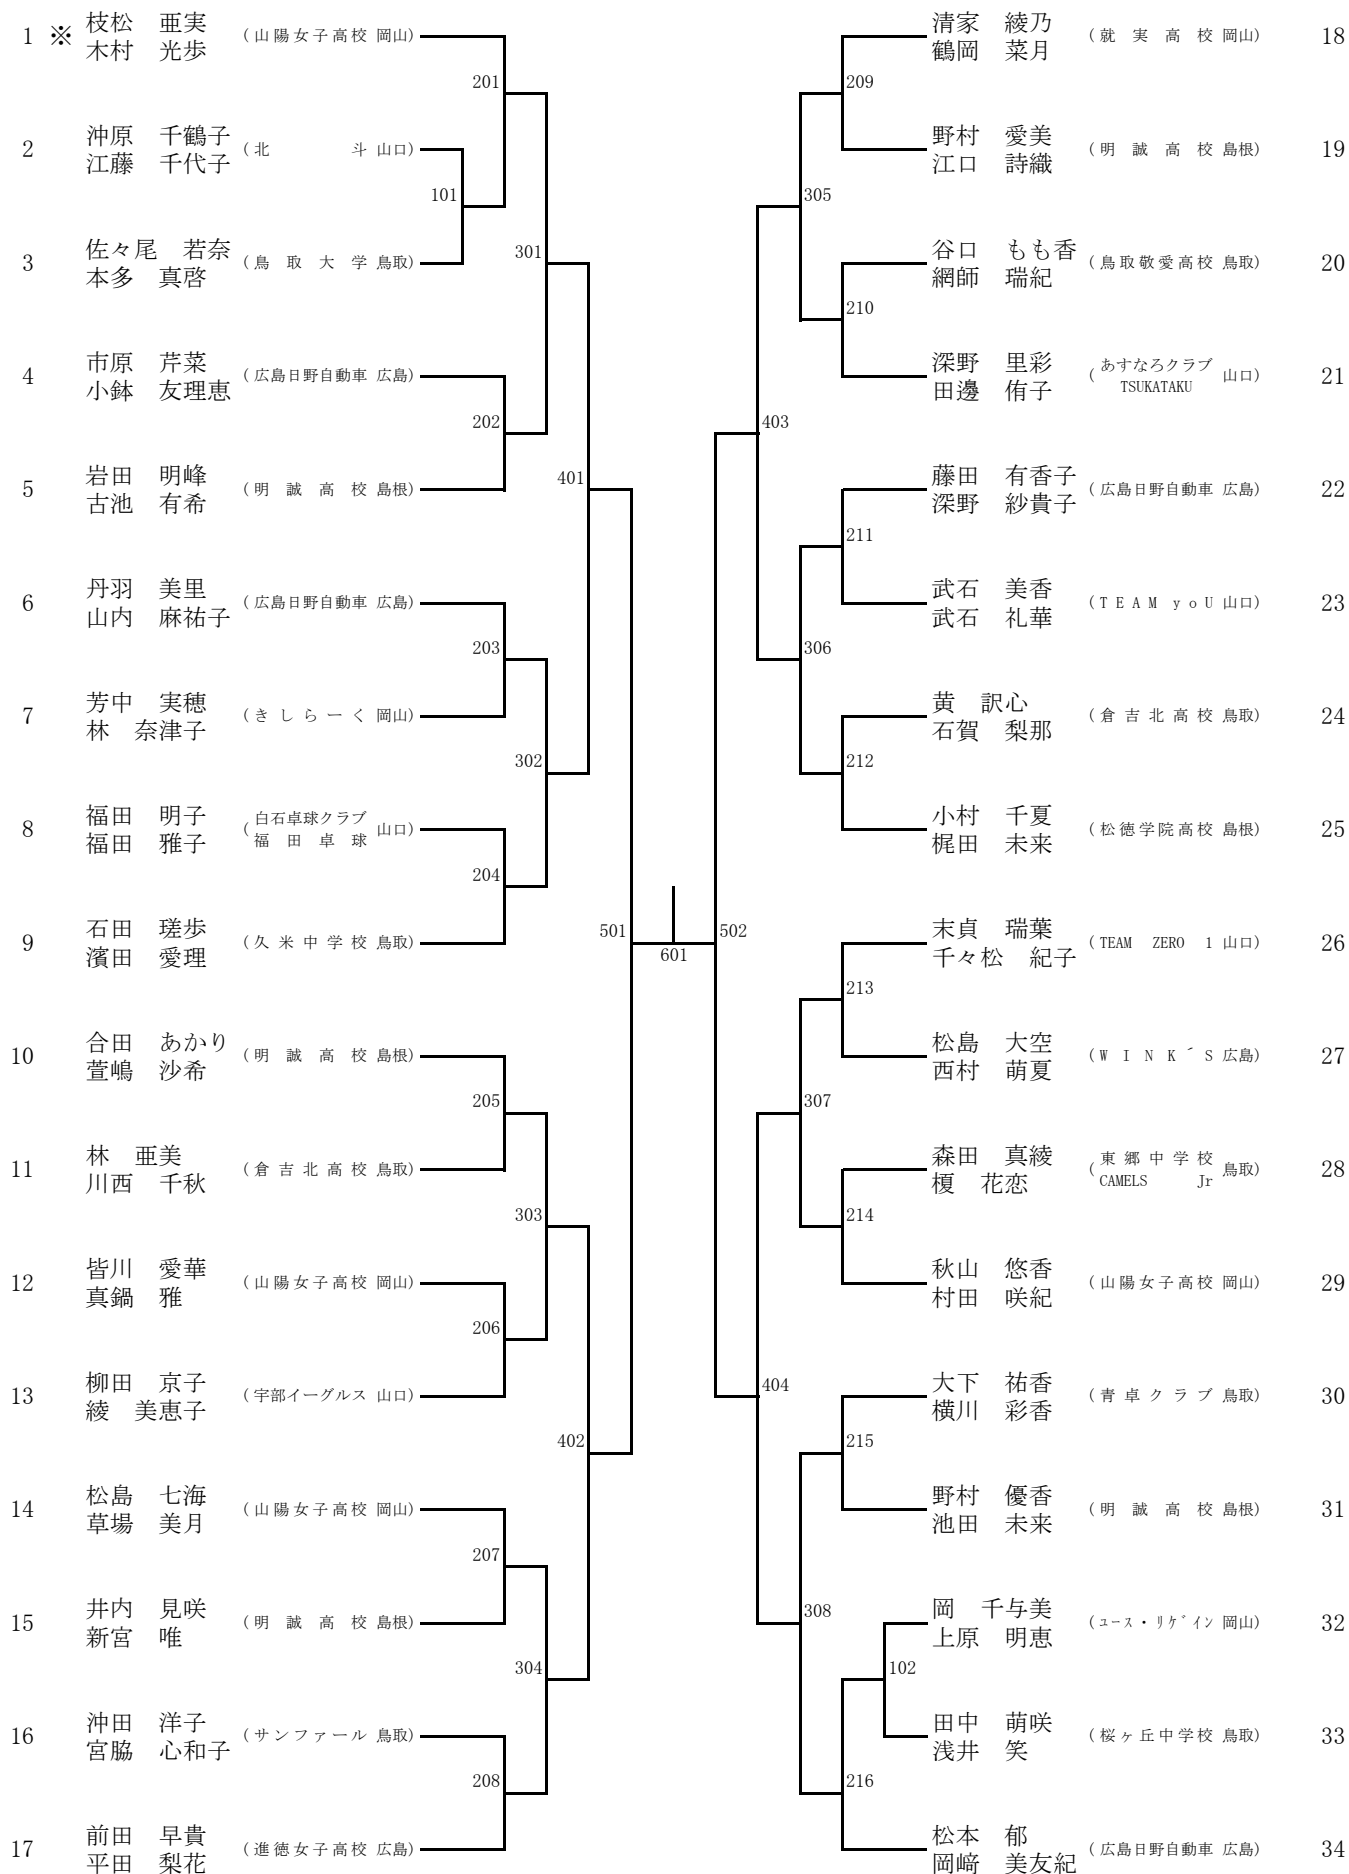 1 ※ 枝松　亜実
木村　光歩
(山陽女子高校 岡山)
201
2 沖原　千鶴子
江藤　千代子
(北　　斗 山口)
101
3 佐々尾　若奈
本多　真啓
(鳥取大学 鳥取)
301
4 市原　芹菜
小鉢　友理恵
(広島日野自動車 広島)
202
5 岩田　明峰
古池　有希
(明誠高校 島根)
401
6 丹羽　美里
山内　麻祐子
(広島日野自動車 広島)
203
7 芳中　実穂
林　奈津子
(きしらーく 岡山)
302
8 福田　明子
福田　雅子
(白石卓球クラブ
福田卓球 山口)
204
9 石田　瑳歩
濱田　愛理
(久米中学校 鳥取)
501
601
502
10 合田　あかり
萱嶋　沙希
(明誠高校 島根)
205
11 林　亜美
川西　千秋
(倉吉北高校 鳥取)
303
12 皆川　愛華
真鍋　雅
(山陽女子高校 岡山)
206
13 柳田　京子
綾　美恵子
(宇部イーグルス 山口)
402
14 松島　七海
草場　美月
(山陽女子高校 岡山)
207
15 井内　見咲
新宮　唯
(明誠高校 島根)
304
16 沖田　洋子
宮脇　心和子
(サンファール 鳥取)
208
17 前田　早貴
平田　梨花
(進徳女子高校 広島)
清家　綾乃
鶴岡　菜月
(就実高校 岡山) 18
209
野村　愛美
江口　詩織
(明誠高校 島根) 19
305
谷口　もも香
網師　瑞紀
(鳥取敬愛高校 鳥取) 20
210
深野　里彩
田邊　侑子
(あすなろクラブ
TSUKATAKU 山口) 21
403
藤田　有香子
深野　紗貴子
(広島日野自動車 広島) 22
211
武石　美香
武石　礼華
(TEAM yoU 山口) 23
306
黄　訳心
石賀　梨那
(倉吉北高校 鳥取) 24
212
小村　千夏
梶田　未来
(松徳学院高校 島根) 25
末貞　瑞葉
千々松　紀子
(TEAM ZERO 1 山口) 26
213
松島　大空
西村　萌夏
(WINK´S 広島) 27
307
森田　真綾
榎　花恋
(東郷中学校
CAMELS Jr 鳥取) 28
214
秋山　悠香
村田　咲紀
(山陽女子高校 岡山) 29
404
大下　祐香
横川　彩香
(青卓クラブ 鳥取) 30
215
野村　優香
池田　未来
(明誠高校 島根) 31
308
岡　千与美
上原　明恵
(ユース・リゲイン 岡山) 32
102
田中　萌咲
浅井　笑
(桜ヶ丘中学校 鳥取) 33
216
松本　郁
岡﨑　美友紀
(広島日野自動車 広島) 34